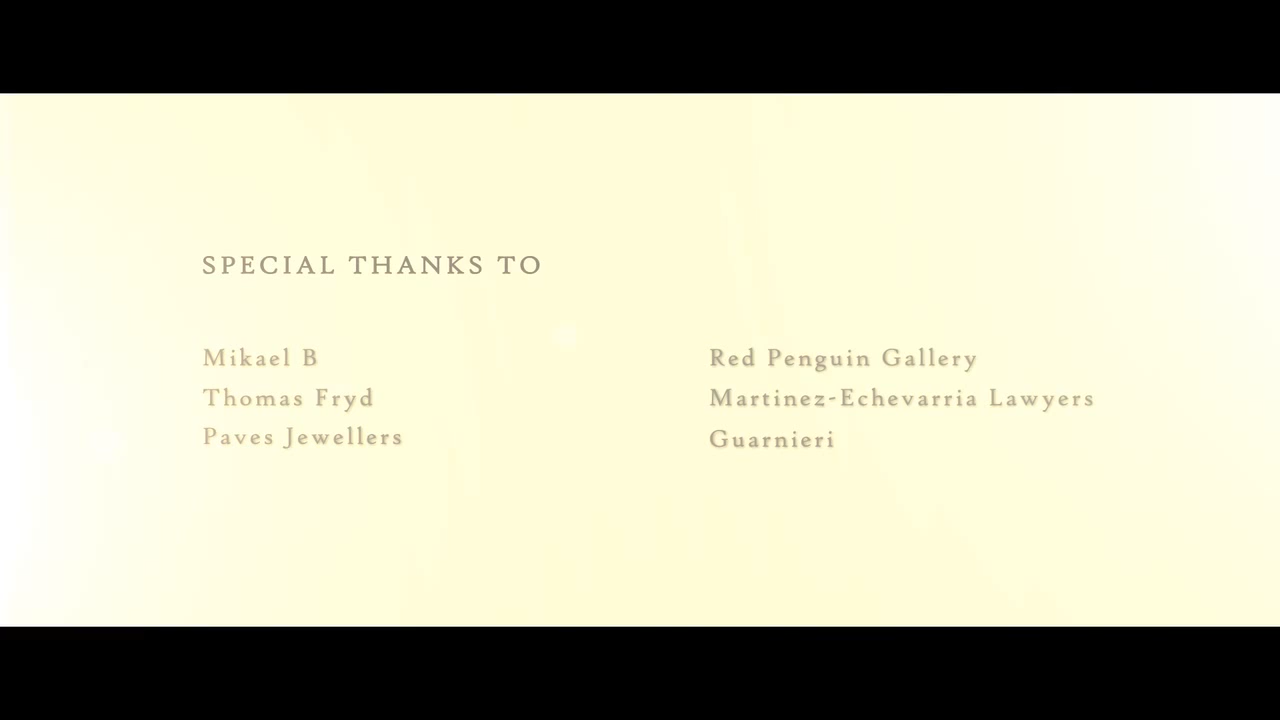 SPECIAL THANKS TO
Mikael B
Thomas Fryd
Paves Jewellers
Red Penguin Gallery
Martinez-Echevarria Lawyers
Guarnieri